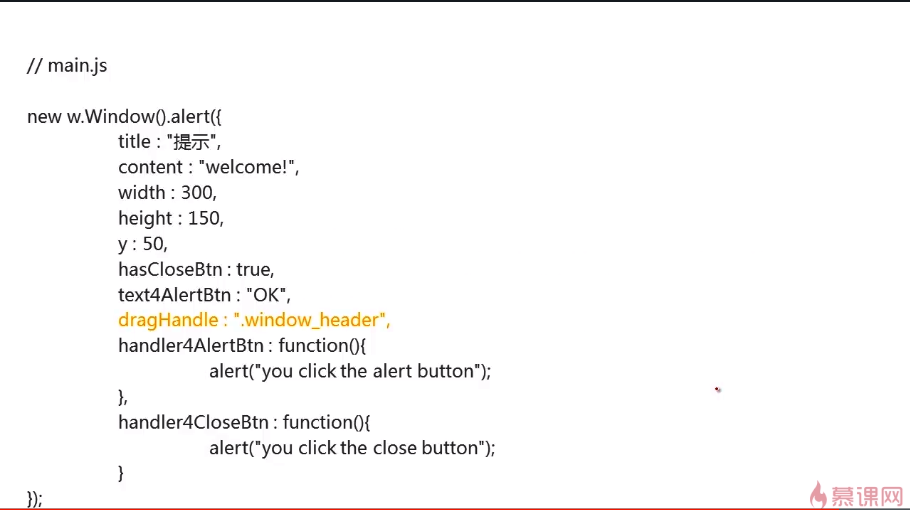 // main.js
new w.Window().alert({
title : "提示",
content : "welcome!",
width : 300,
height : 150,
y : 50,
hasCloseBtn : true,
text4AlertBtn : "OK",
dragHandle : ".window_header",
handler4AlertBtn : function(){
alert("you click the alert button");
},
handler4CloseBtn : function(){
alert("you click the close button");
}
});
慕课网